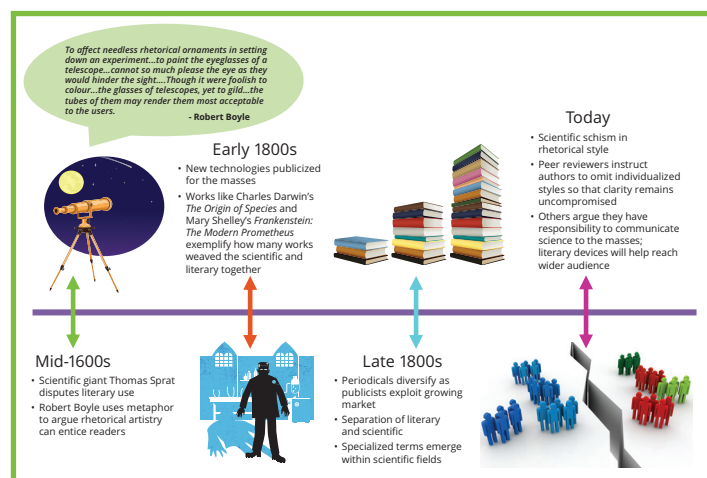 To affect needless rhetorical ornaments in setting
down an experiment...to paint the eyeglasses of a
telescope...cannot so much please the eye as they
would hinder the sight....Though it were foolish to
colour...the glasses of telescopes, yet to gild...the
tubes of them may render them most acceptable
to the users.
- Robert Boyle
Early 1800s
• New technologies publicized
for the masses
• Works like Charles Darwin's
The Origin of Species and
Mary Shelley's Frankenstein:
The Modern Prometheus
exemplify how many works
weaved the scientific and
literary together
Today
• Scientific schism in
rhetorical style
• Peer reviewers instruct
authors to omit individualized
styles so that clarity remains
uncompromised
• Others argue they have
responsibility to communicate
science to the masses;
literary devices will help reach
wider audience
Mid-1600s
• Scientific giant Thomas Sprat
disputes literary use
• Robert Boyle uses metaphor
to argue rhetorical artistry
can entice readers
Late 1800s
• Periodicals diversify as
publicists exploit growing
market
• Separation of literary
and scientific
• Specialized terms emerge
within scientific fields